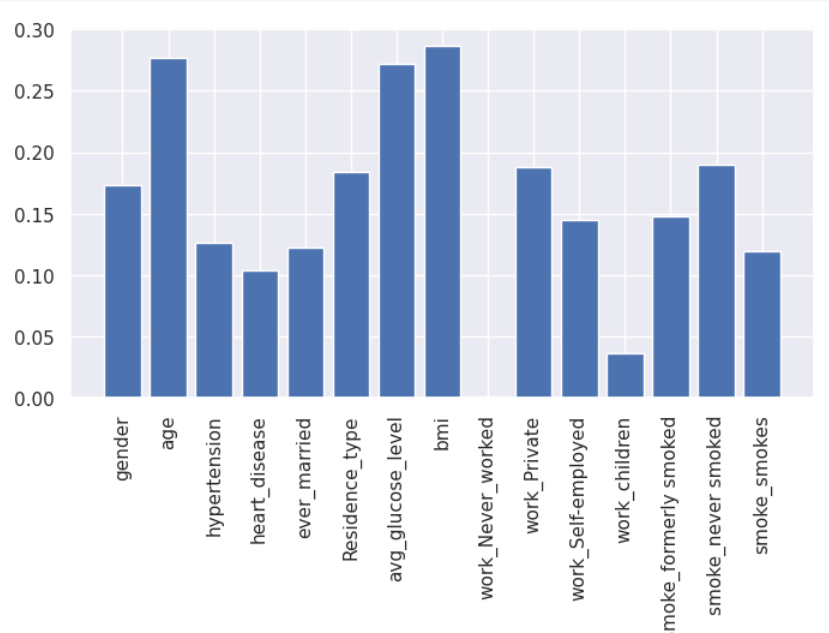 0.30
0.25
0.20
0.15
0.10
0.05
0.00
gender
age
hypertension
heart_disease
ever_married
Residence_type
avg_glucose_level
bmi
work_Never_worked
work_Private
work_Self-employed
work_children
moke_formerly smoked
smoke_never smoked
smoke_smokes